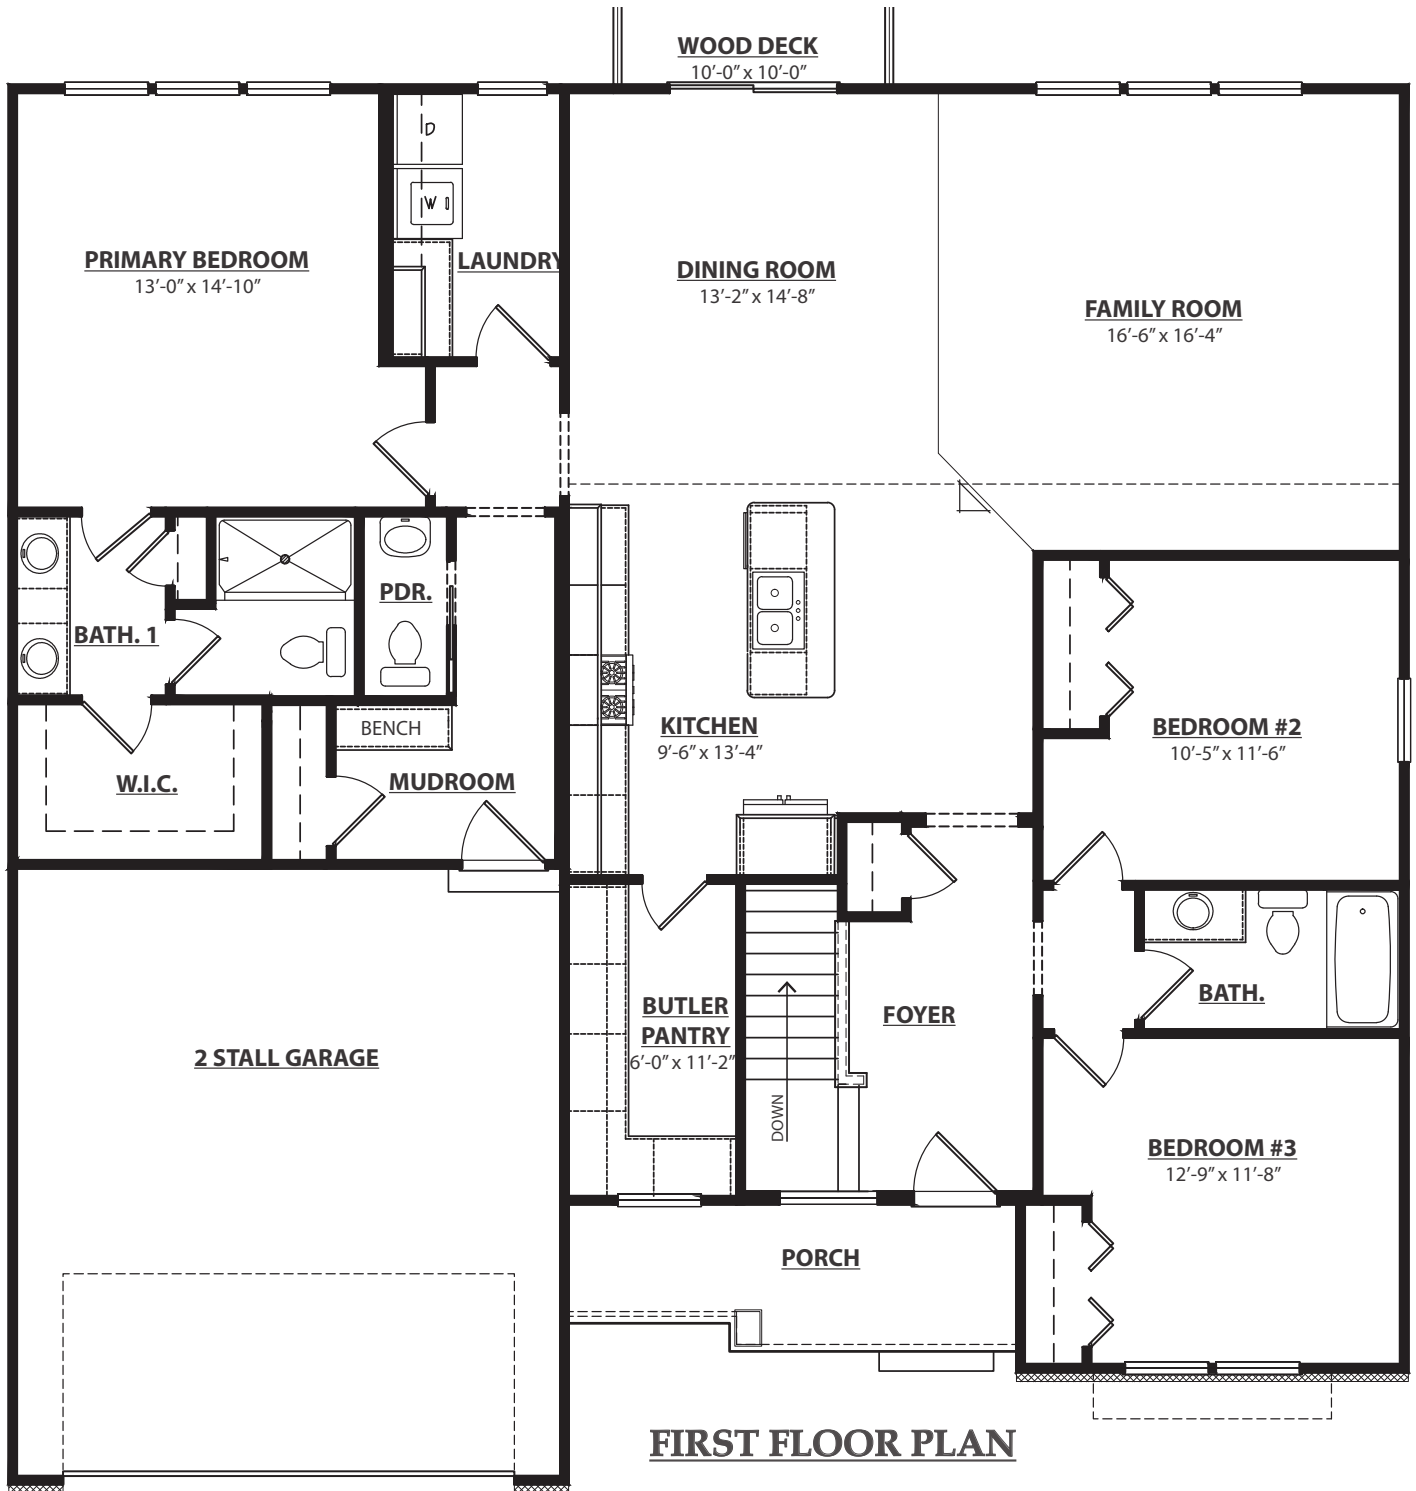 WOOD DECK
10'-0" x 10'-0"
D
W
PRIMARY BEDROOM
13'-0" x 14'-10"
LAUNDRY
DINING ROOM
13'-2" x 14'-8"
FAMILY ROOM
16'-6" x 16'-4"
PDR.
BATH. 1
BENCH
KITCHEN
9'-6" x 13'-4"
BEDROOM #2
10'-5" x 11'-6"
W.I.C.
MUDROOM
BATH.
BUTLER
PANTRY
6'-0" x 11'-2"
FOYER
2 STALL GARAGE
DOWN
BEDROOM #3
12'-9" x 11'-8"
PORCH
FIRST FLOOR PLAN